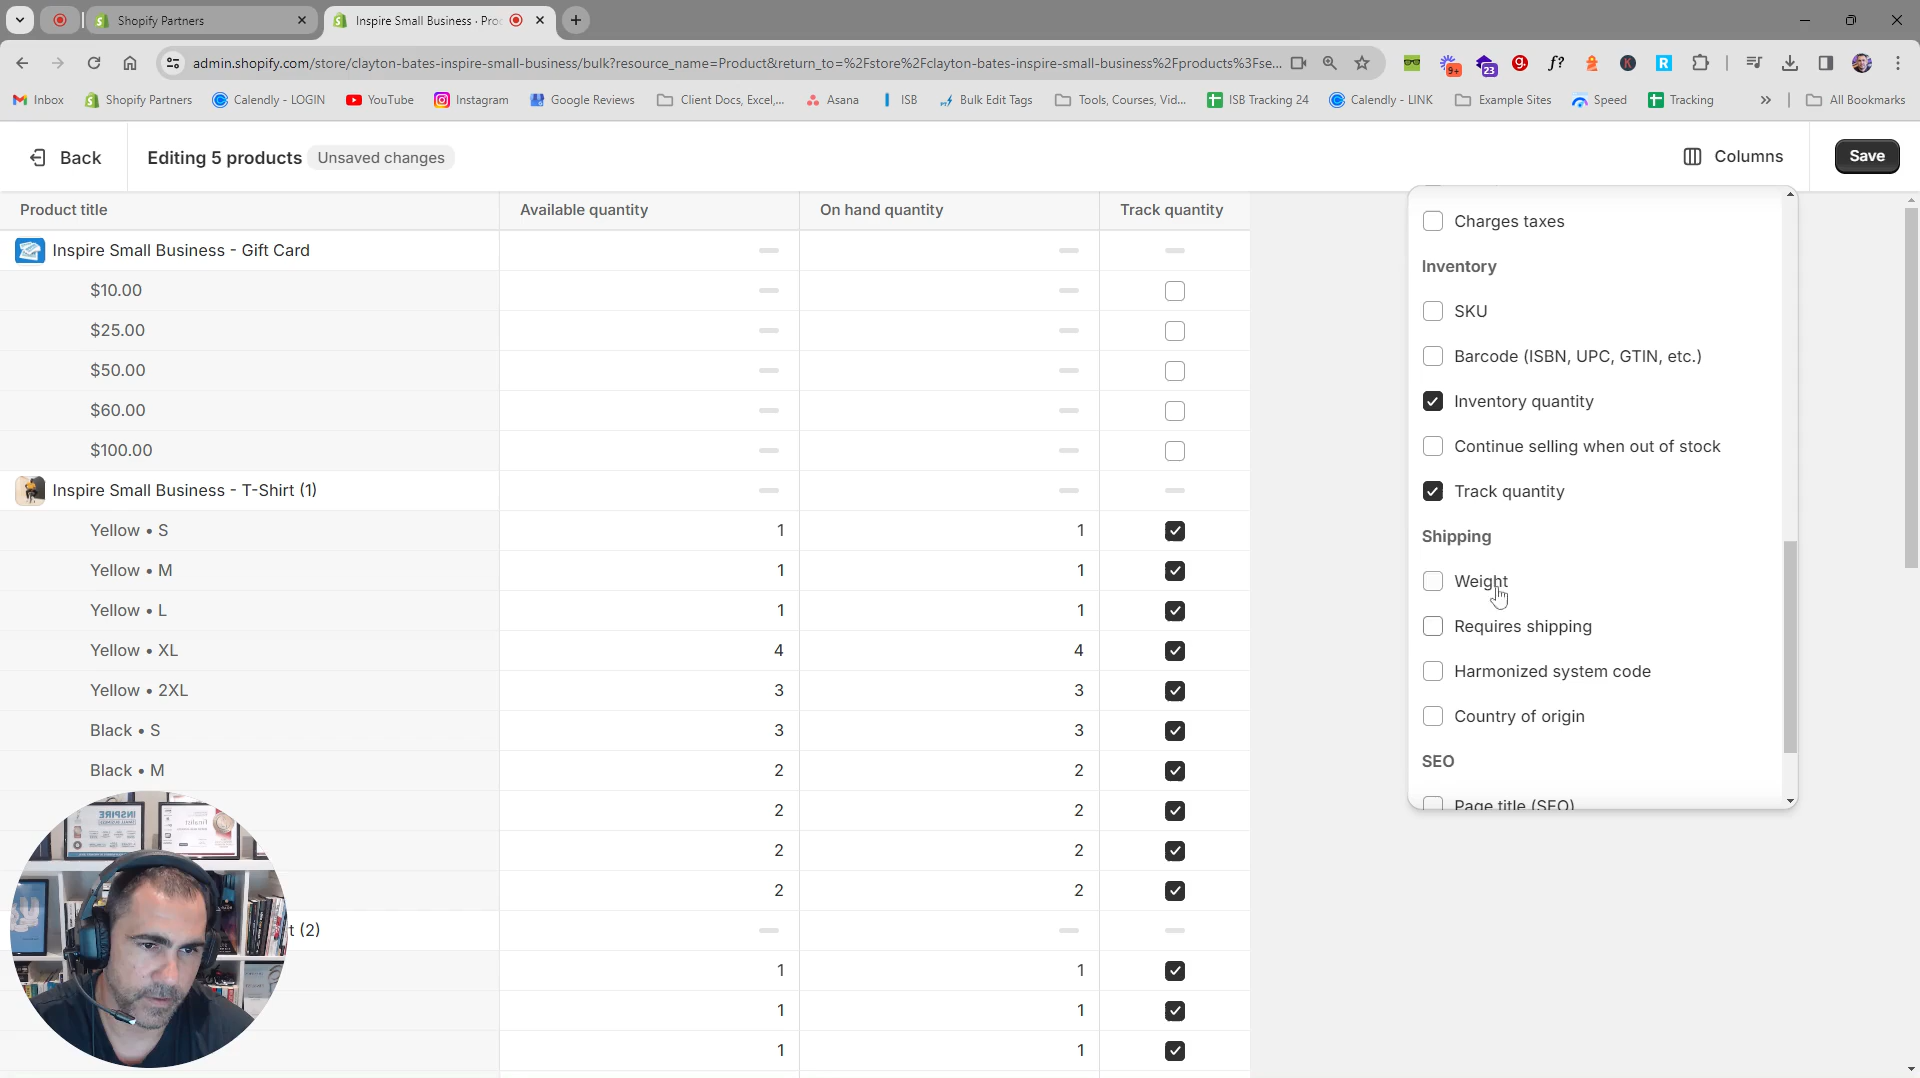 Shopify Partners
Inspire Small Business · Pro
admin.shopify.com/store/clayton-bates-inspire-small-business/bulk?resource_name=Product&return_to=%2Fstore%2Fclayton-bates-inspire-small-business%2Fproducts%3Fse...
9+
23
f?
Inbox
Shopify Partners
Calendly - LOGIN
YouTube
Instagram
Google Reviews
Client Docs, Excel,...
Asana
ISB
Bulk Edit Tags
Tools, Courses, Vid...
ISB Tracking 24
Calendly - LINK
Example Sites
Speed
Tracking
»
All Bookmarks
Back
Editing 5 products
Unsaved changes
Columns
Save
Product title
Available quantity
On hand quantity
Track quantity
Inspire Small Business - Gift Card
$10.00
$25.00
$50.00
$60.00
$100.00
Inspire Small Business - T-Shirt (1)
Yellow • S 1 1
Yellow • M 1 1
Yellow • L 1 1
Yellow • XL 4 4
Yellow • 2XL 3 3
Black • S 3 3
Black • M 2 2
2 2
2 2
2 2
t (2)
1 1
1 1
1 1
Charges taxes
Inventory
SKU
Barcode (ISBN, UPC, GTIN, etc.)
Inventory quantity
Continue selling when out of stock
Track quantity
Shipping
Weight
Requires shipping
Harmonized system code
Country of origin
SEO
Page title (SEO)